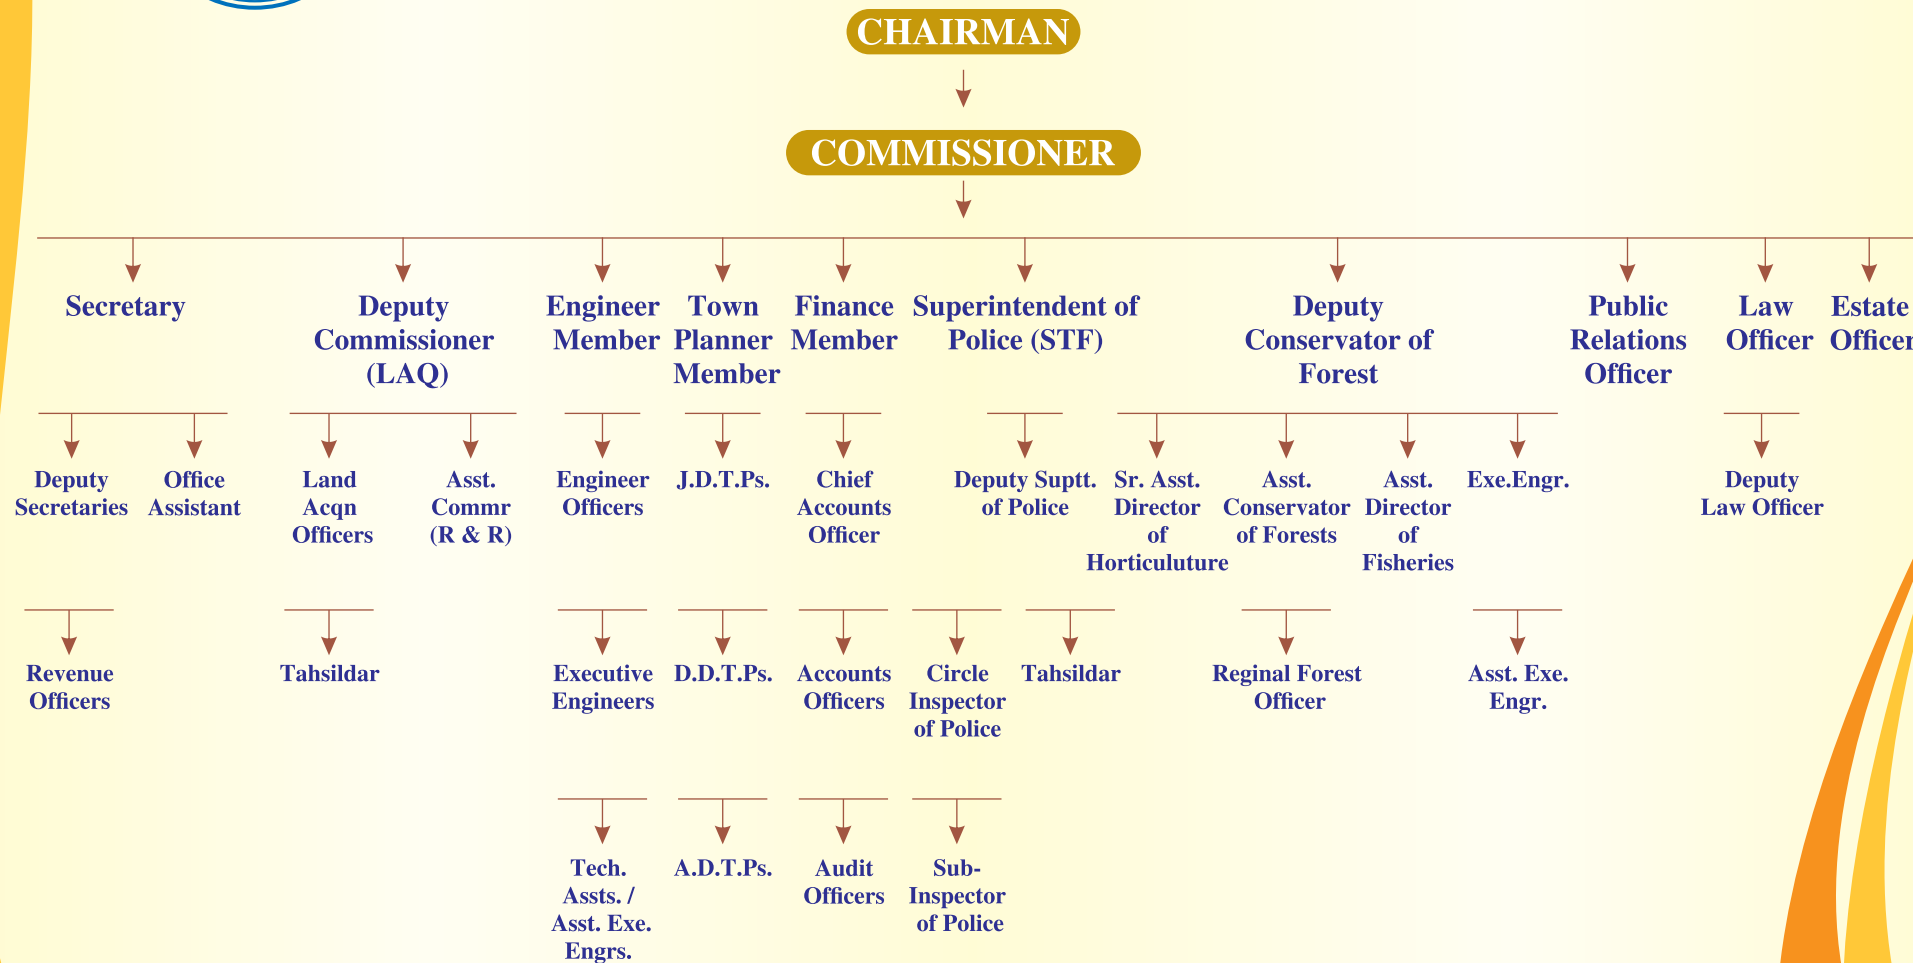 CHAIRMAN
COMMISSIONER
Secretary
Deputy
Commissioner
(LAQ)
Engineer
Member
Town
Planner
Member
Finance
Member
Superintendent of
Police (STF)
Deputy
Conservator of
Forest
Public
Relations
Officer
Law
Officer
Estate
Officer
Deputy
Secretaries
Office
Assistant
Land
Acqn
Officers
Asst.
Commr
(R & R)
Engineer
Officers
J.D.T.Ps.
Chief
Accounts
Officer
Deputy Suptt.
of Police
Sr. Asst.
Director
of
Horticuluture
Asst.
Conservator
of Forests
Asst.
Director
of
Fisheries
Exe.Engr.
Deputy
Law Officer
Revenue
Officers
Tahsildar
Executive
Engineers
D.D.T.Ps.
Accounts
Officers
Circle
Inspector
of Police
Tahsildar
Reginal Forest
Officer
Asst. Exe.
Engr.
Tech.
Assts. /
Asst. Exe.
Engrs.
A.D.T.Ps.
Audit
Officers
Sub-
Inspector
of Police